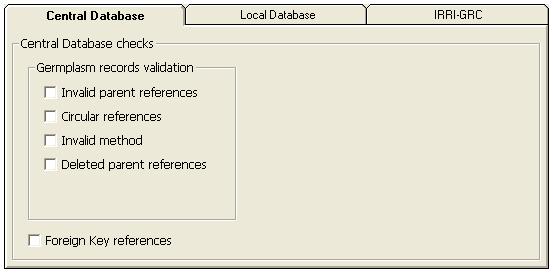 Central Database
Local Database
IRRI-GRC
Central Database checks
Germplasm records validation
Invalid parent references
Circular references
Invalid method
Deleted parent references
Foreign Key references